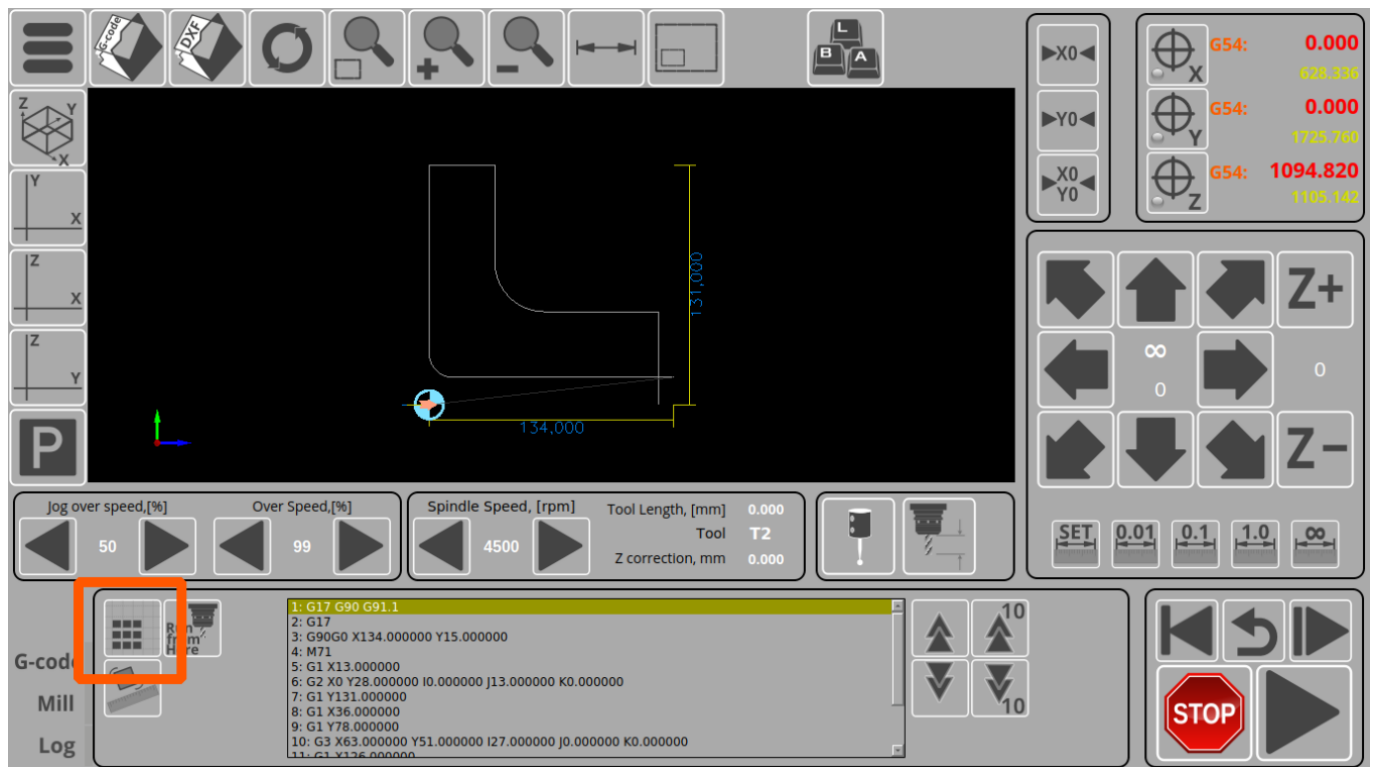 G-code
DXF
L
B A
►X0◄
G54: 0.000
628.336
X
Z Y
X
►Y0◄
G54: 0.000
1725.760
Y
Y
X
►X0◄
Y0
G54: 1094.820
1105.142
Z
Z
X
131,000
Z+
Z
Y
∞
0
0
P
134,000
Z-
Jog over speed,[%]
Over Speed,[%]
Spindle Speed, [rpm]
Tool Length, [mm] 0.000
50
99
4500
Tool T2
Z correction, mm 0.000
SET
0.01
0.1
1.0
∞
G-code
Mill
Log
Run
from
Here
1: G17 G90 G91.1
2: G17
3: G90G0 X134.000000 Y15.000000
4: M71
5: G1 X13.000000
6: G2 X0 Y28.000000 I0.000000 J13.000000 K0.000000
7: G1 Y131.000000
8: G1 X36.000000
9: G1 Y78.000000
10: G3 X63.000000 Y51.000000 I27.000000 J0.000000 K0.000000
11: G1 X126.000000
10
10
STOP